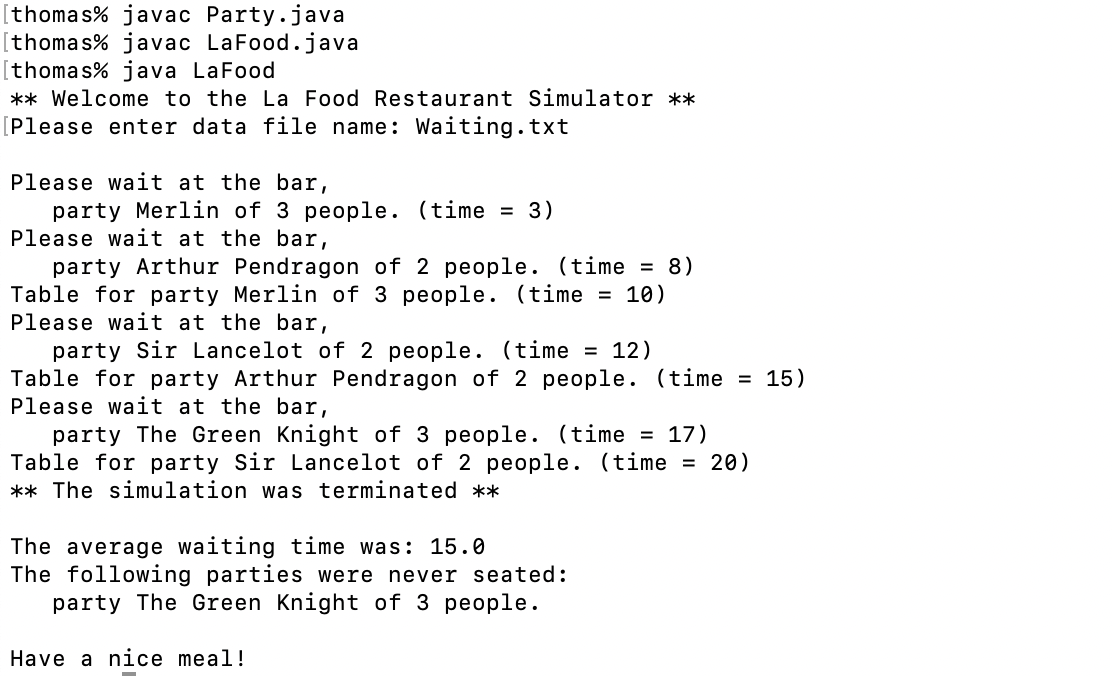 [thomas% javac Party.java
[thomas% javac LaFood.java
[thomas% java LaFood
** Welcome to the La Food Restaurant Simulator **
[Please enter data file name: Waiting.txt

Please wait at the bar,
   party Merlin of 3 people. (time = 3)
Please wait at the bar,
   party Arthur Pendragon of 2 people. (time = 8)
Table for party Merlin of 3 people. (time = 10)
Please wait at the bar,
   party Sir Lancelot of 2 people. (time = 12)
Table for party Arthur Pendragon of 2 people. (time = 15)
Please wait at the bar,
   party The Green Knight of 3 people. (time = 17)
Table for party Sir Lancelot of 2 people. (time = 20)
** The simulation was terminated **

The average waiting time was: 15.0
The following parties were never seated:
   party The Green Knight of 3 people.

Have a nice meal!